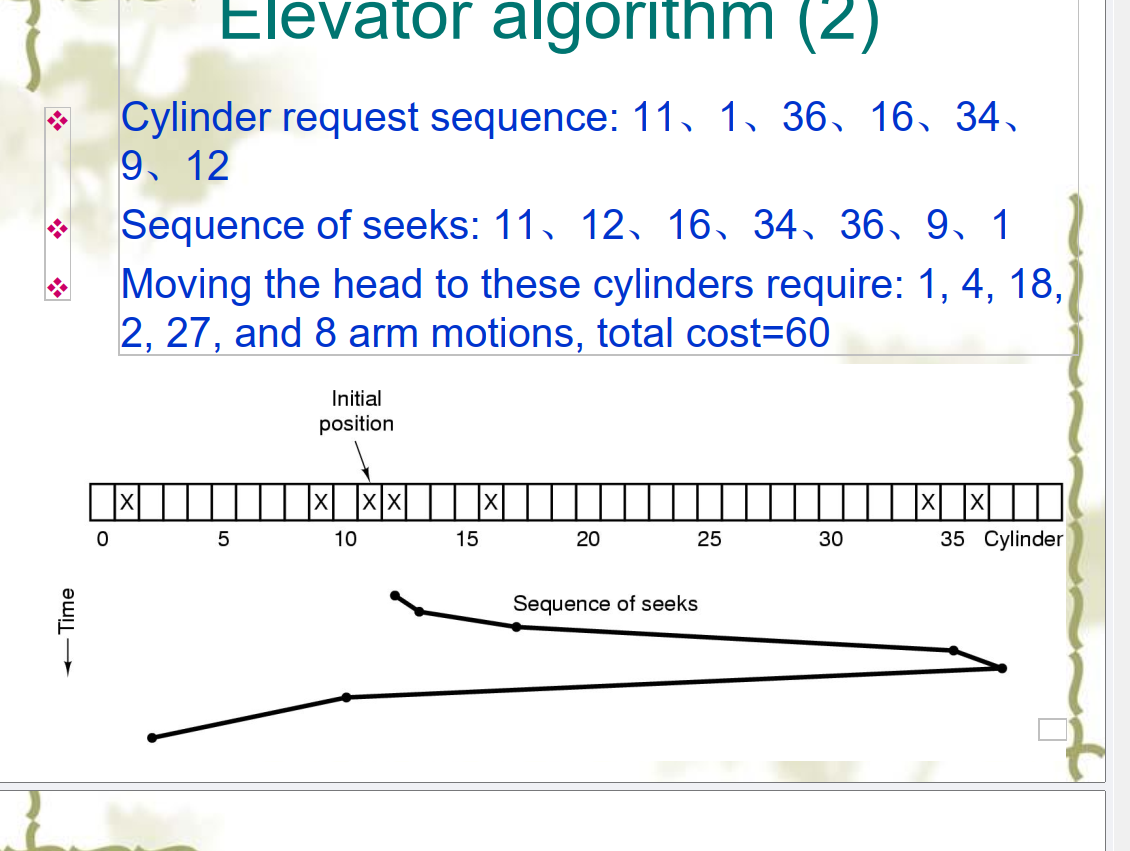 Elevator algorithm (2)
Cylinder request sequence: 11、1、36、16、34、
9、12
Sequence of seeks: 11、12、16、34、36、9、1
Moving the head to these cylinders require: 1, 4, 18,
2, 27, and 8 arm motions, total cost=60
Initial
position
X X X X X X X
0 5 10 15 20 25 30 35 Cylinder
Time
Sequence of seeks